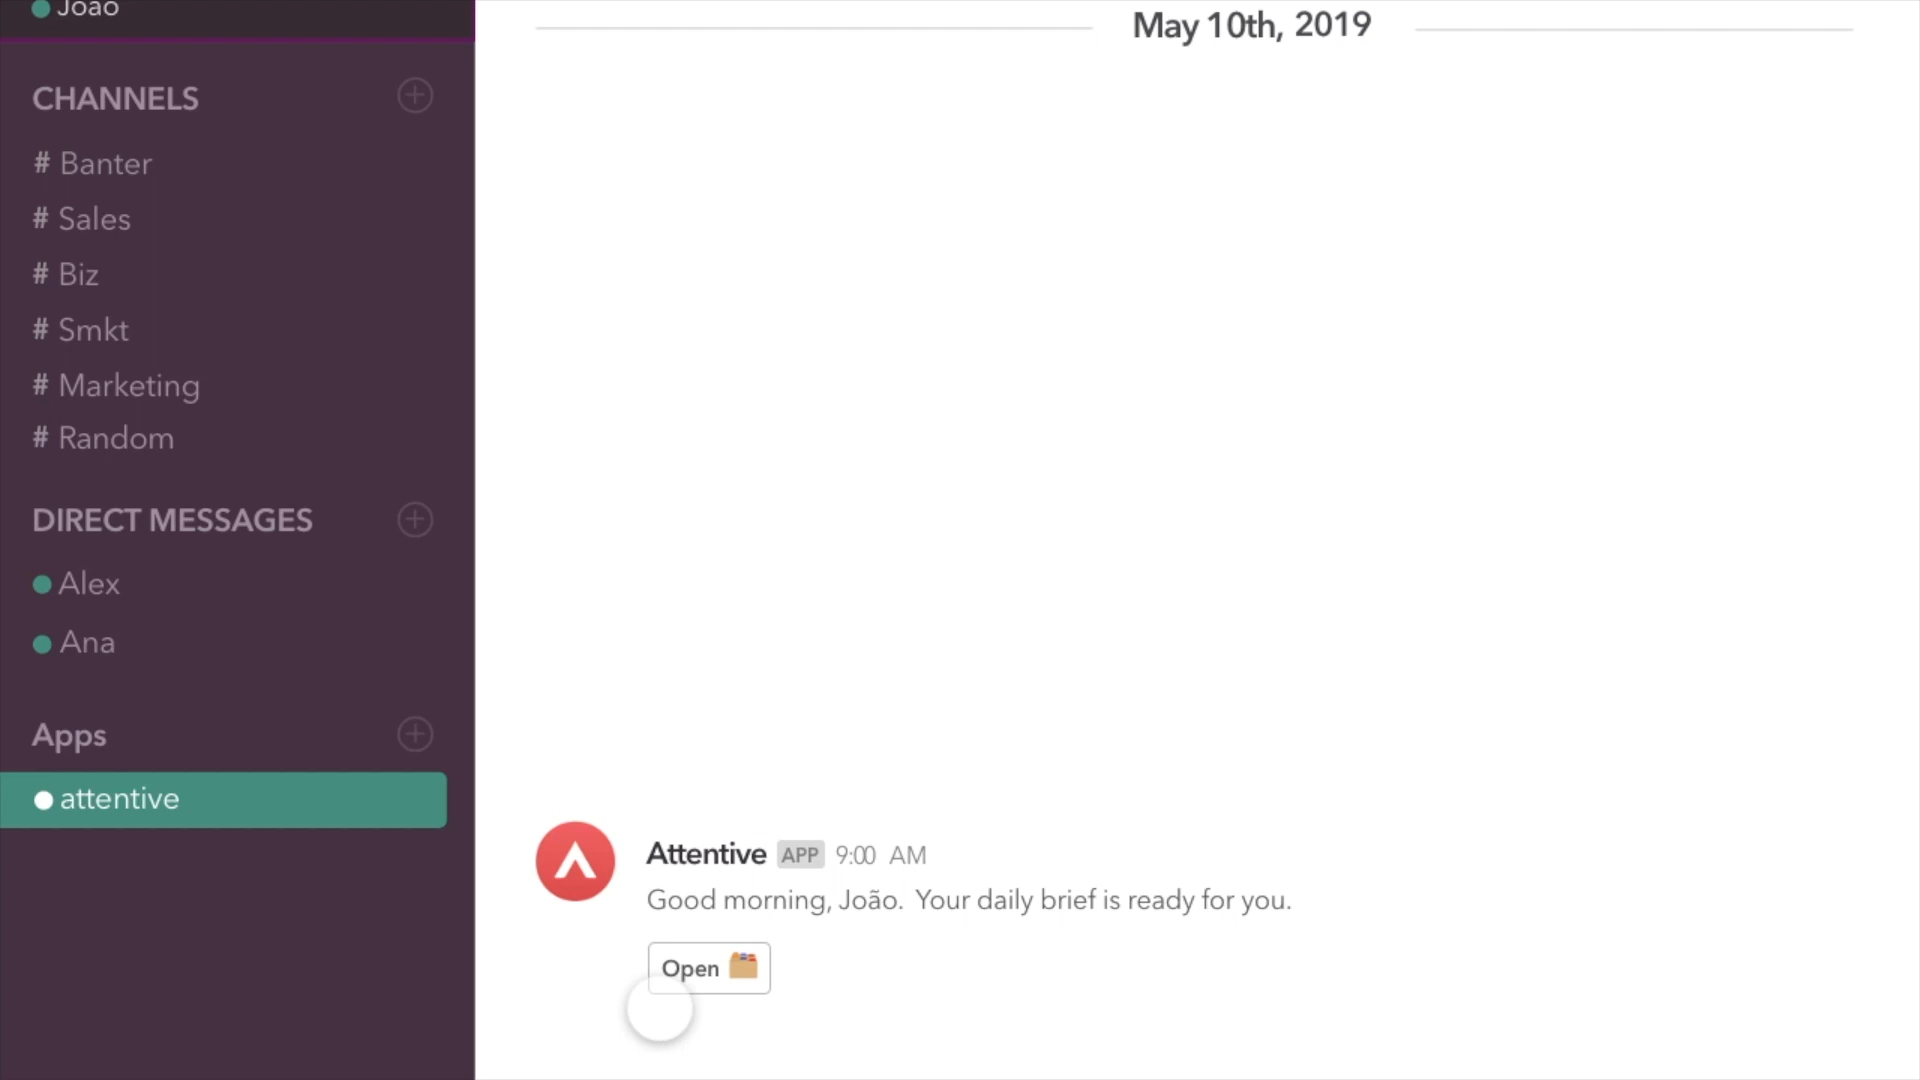 João
CHANNELS
# Banter
# Sales
# Biz
# Smkt
# Marketing
# Random
DIRECT MESSAGES
Alex
Ana
Apps
attentive
May 10th, 2019
Attentive APP 9:00 AM
Good morning, João. Your daily brief is ready for you.
Open